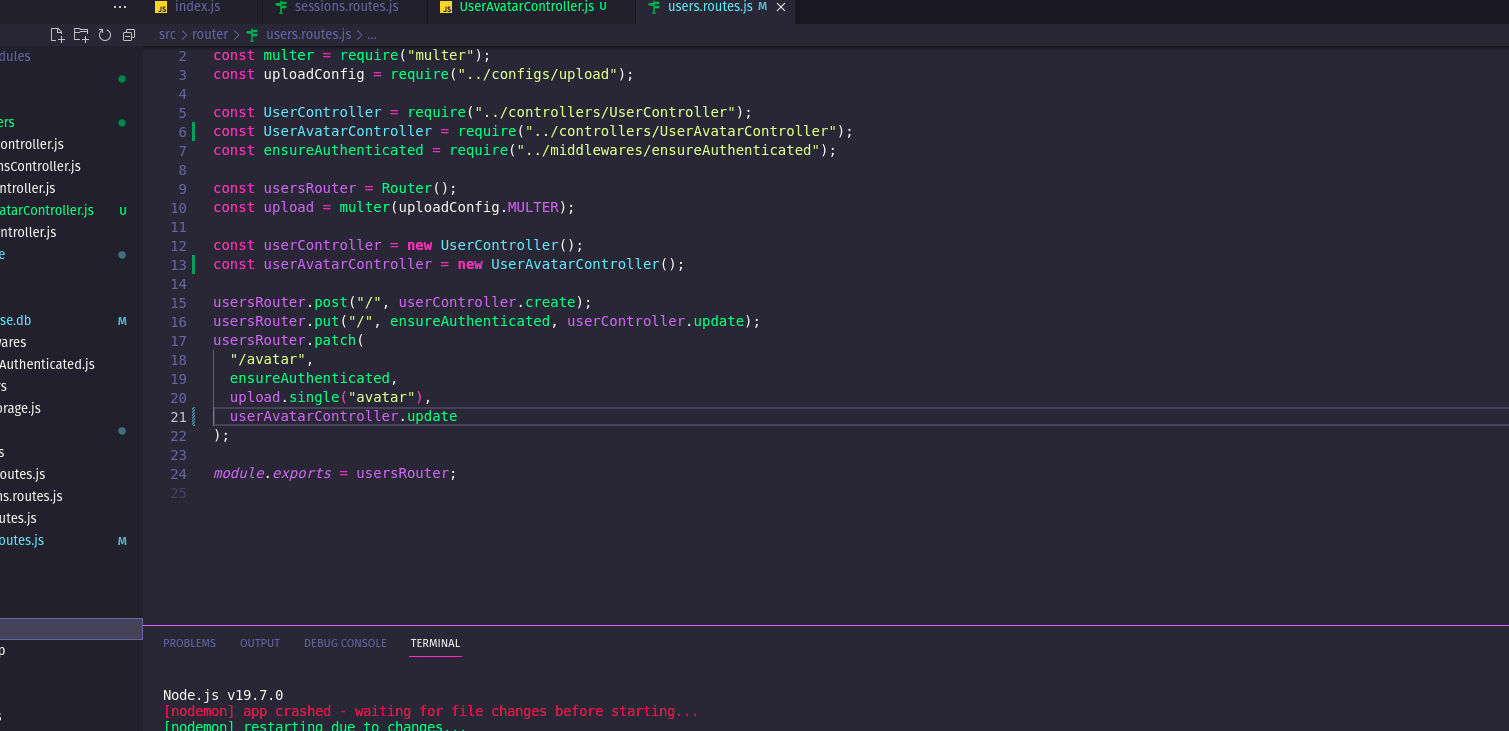 index.js sessions.routes.js UserAvatarController.js U users.routes.js M
src > router > users.routes.js > ...
dules
ers
ontroller.js
nsController.js
ntroller.js
atarController.js U
ntroller.js
e
se.db M
vares
Authenticated.js
rs
orage.js
s
outes.js
ns.routes.js
utes.js
outes.js M
p
s
2 const multer = require("multer");
3 const uploadConfig = require("../configs/upload");
4
5 const UserController = require("../controllers/UserController");
6 const UserAvatarController = require("../controllers/UserAvatarController");
7 const ensureAuthenticated = require("../middlewares/ensureAuthenticated");
8
9 const usersRouter = Router();
10 const upload = multer(uploadConfig.MULTER);
11
12 const userController = new UserController();
13 const userAvatarController = new UserAvatarController();
14
15 usersRouter.post("/", userController.create);
16 usersRouter.put("/", ensureAuthenticated, userController.update);
17 usersRouter.patch(
18 "/avatar",
19 ensureAuthenticated,
20 upload.single("avatar"),
21 userAvatarController.update
22 );
23
24 module.exports = usersRouter;
25
PROBLEMS OUTPUT DEBUG CONSOLE TERMINAL
Node.js v19.7.0
[nodemon] app crashed - waiting for file changes before starting...
[nodemon] restarting due to changes...